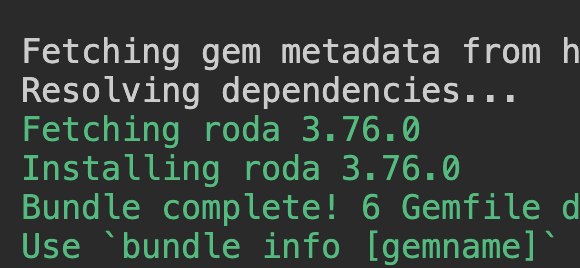 Fetching gem metadata from h
Resolving dependencies...
Fetching roda 3.76.0
Installing roda 3.76.0
Bundle complete! 6 Gemfile d
Use `bundle info [gemname]`